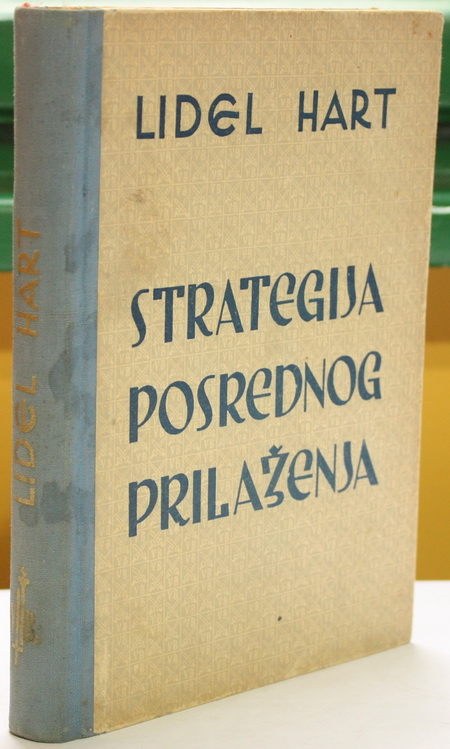 LIDEL HART
STRATEGIJA
POSREDNOG
PRILAŽENJA
LIDEL HART